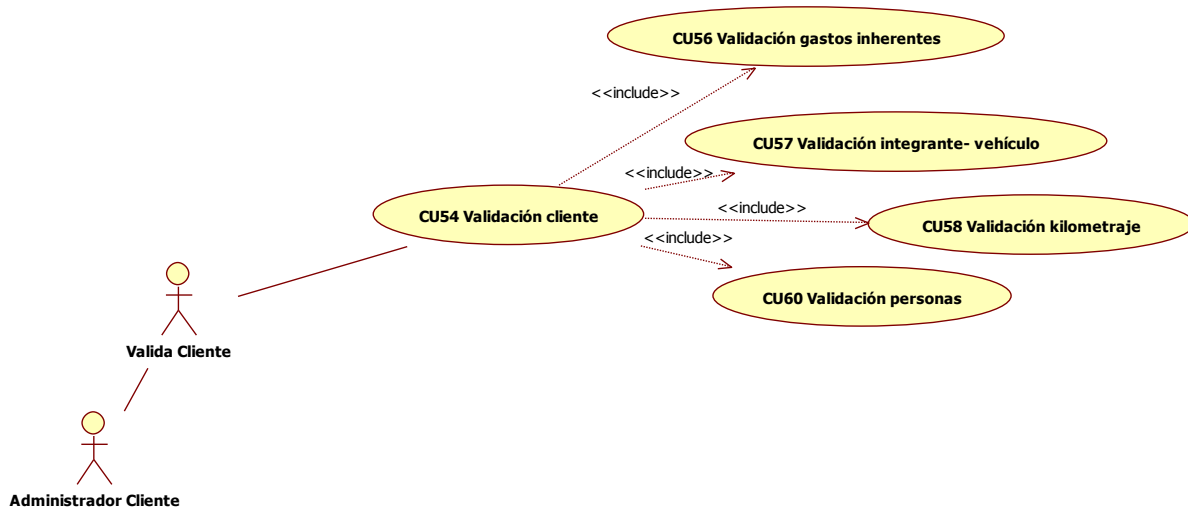 CU56 Validación gastos inherentes
<<include>>
CU57 Validación integrante- vehículo
<<include>>
CU54 Validación cliente
<<include>>
CU58 Validación kilometraje
<<include>>
CU60 Validación personas
Valida Cliente
Administrador Cliente